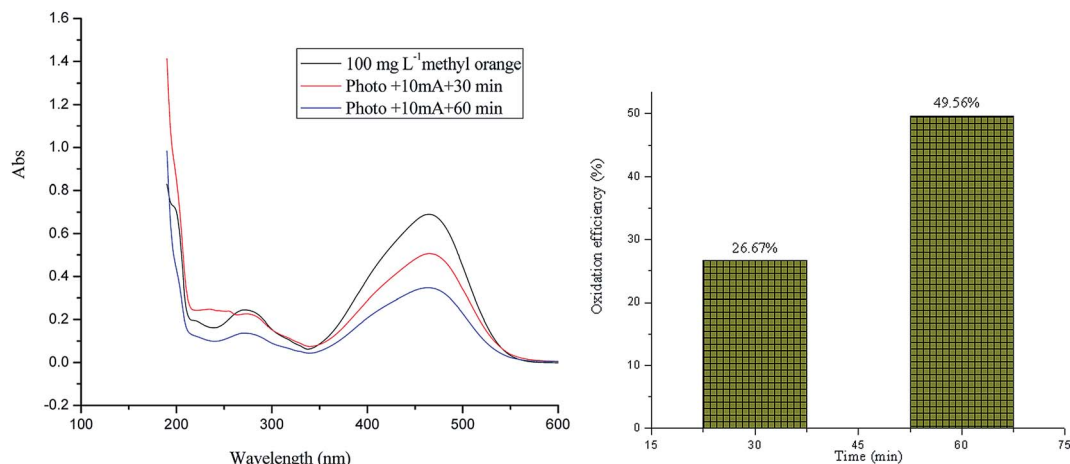 1.6
1.4
1.2
1.0
0.8
0.6
0.4
0.2
0.0
-0.2
Abs
100 mg L⁻¹methyl orange
Photo +10mA+30 min
Photo +10mA+60 min
100 200 300 400 500 600
Wavelength (nm)
50
40
30
20
10
0
Oxidation efficiency (%)
26.67%
49.56%
15 30 45 60 75
Time (min)